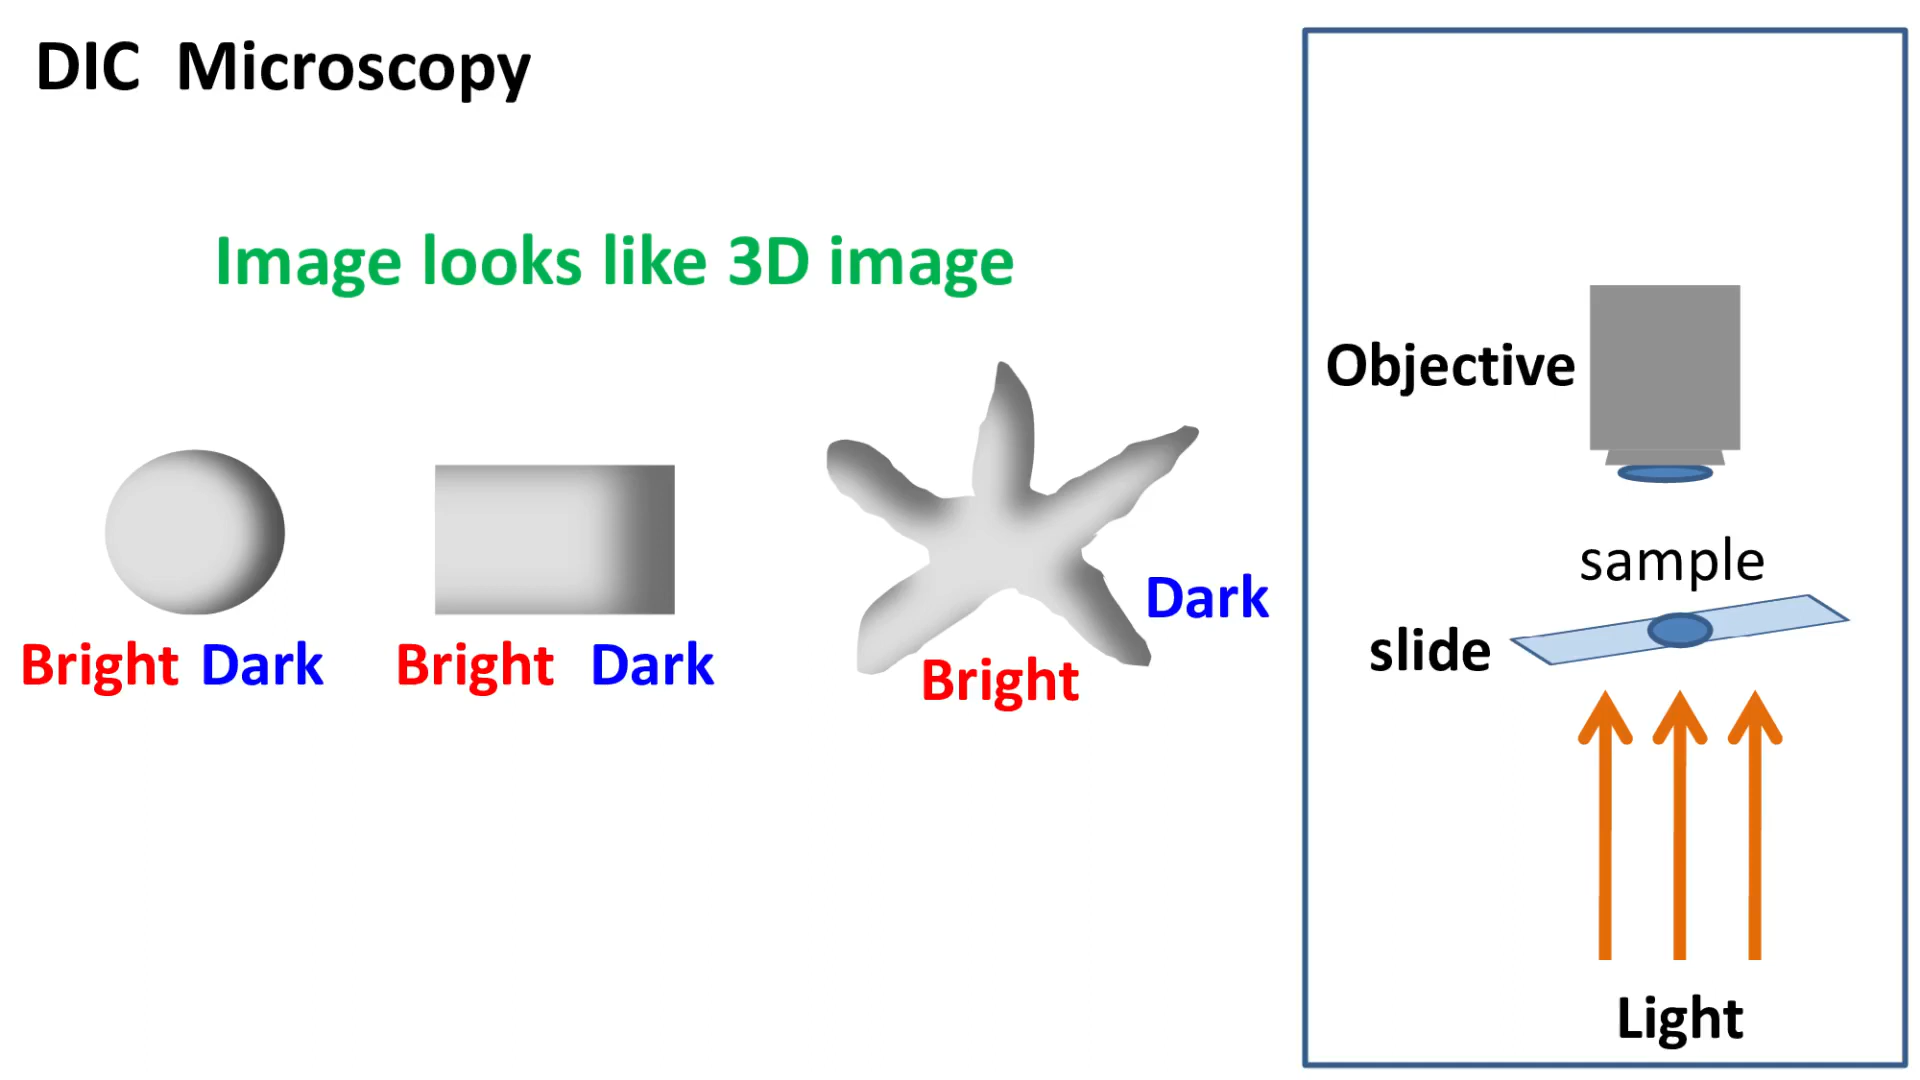 DIC Microscopy
Image looks like 3D image
Bright Dark
Bright Dark
Dark
Bright
Objective
sample
slide
Light